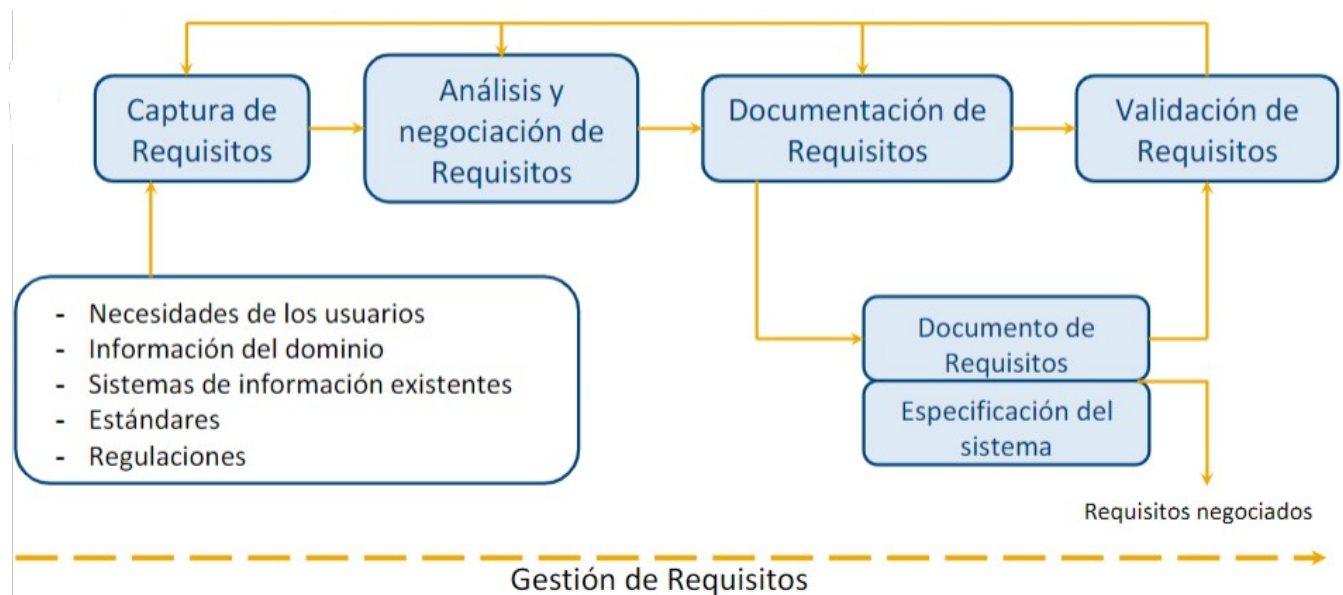 Captura de
Requisitos
Análisis y
negociación de
Requisitos
Documentación de
Requisitos
Validación de
Requisitos
- Necesidades de los usuarios
- Información del dominio
- Sistemas de información existentes
- Estándares
- Regulaciones
Documento de
Requisitos
Especificación del
sistema
Requisitos negociados
Gestión de Requisitos